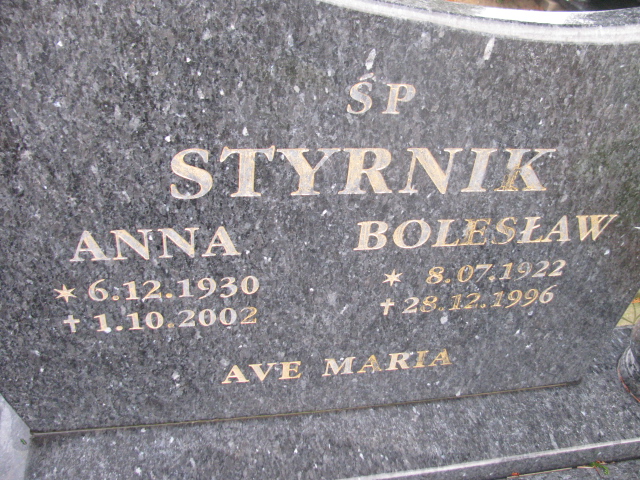 ŚP
STYRNIK
ANNA
* 6.12.1930
† 1.10.2002
BOLESŁAW
* 8.07.1922
† 28.12.1996
AVE MARIA